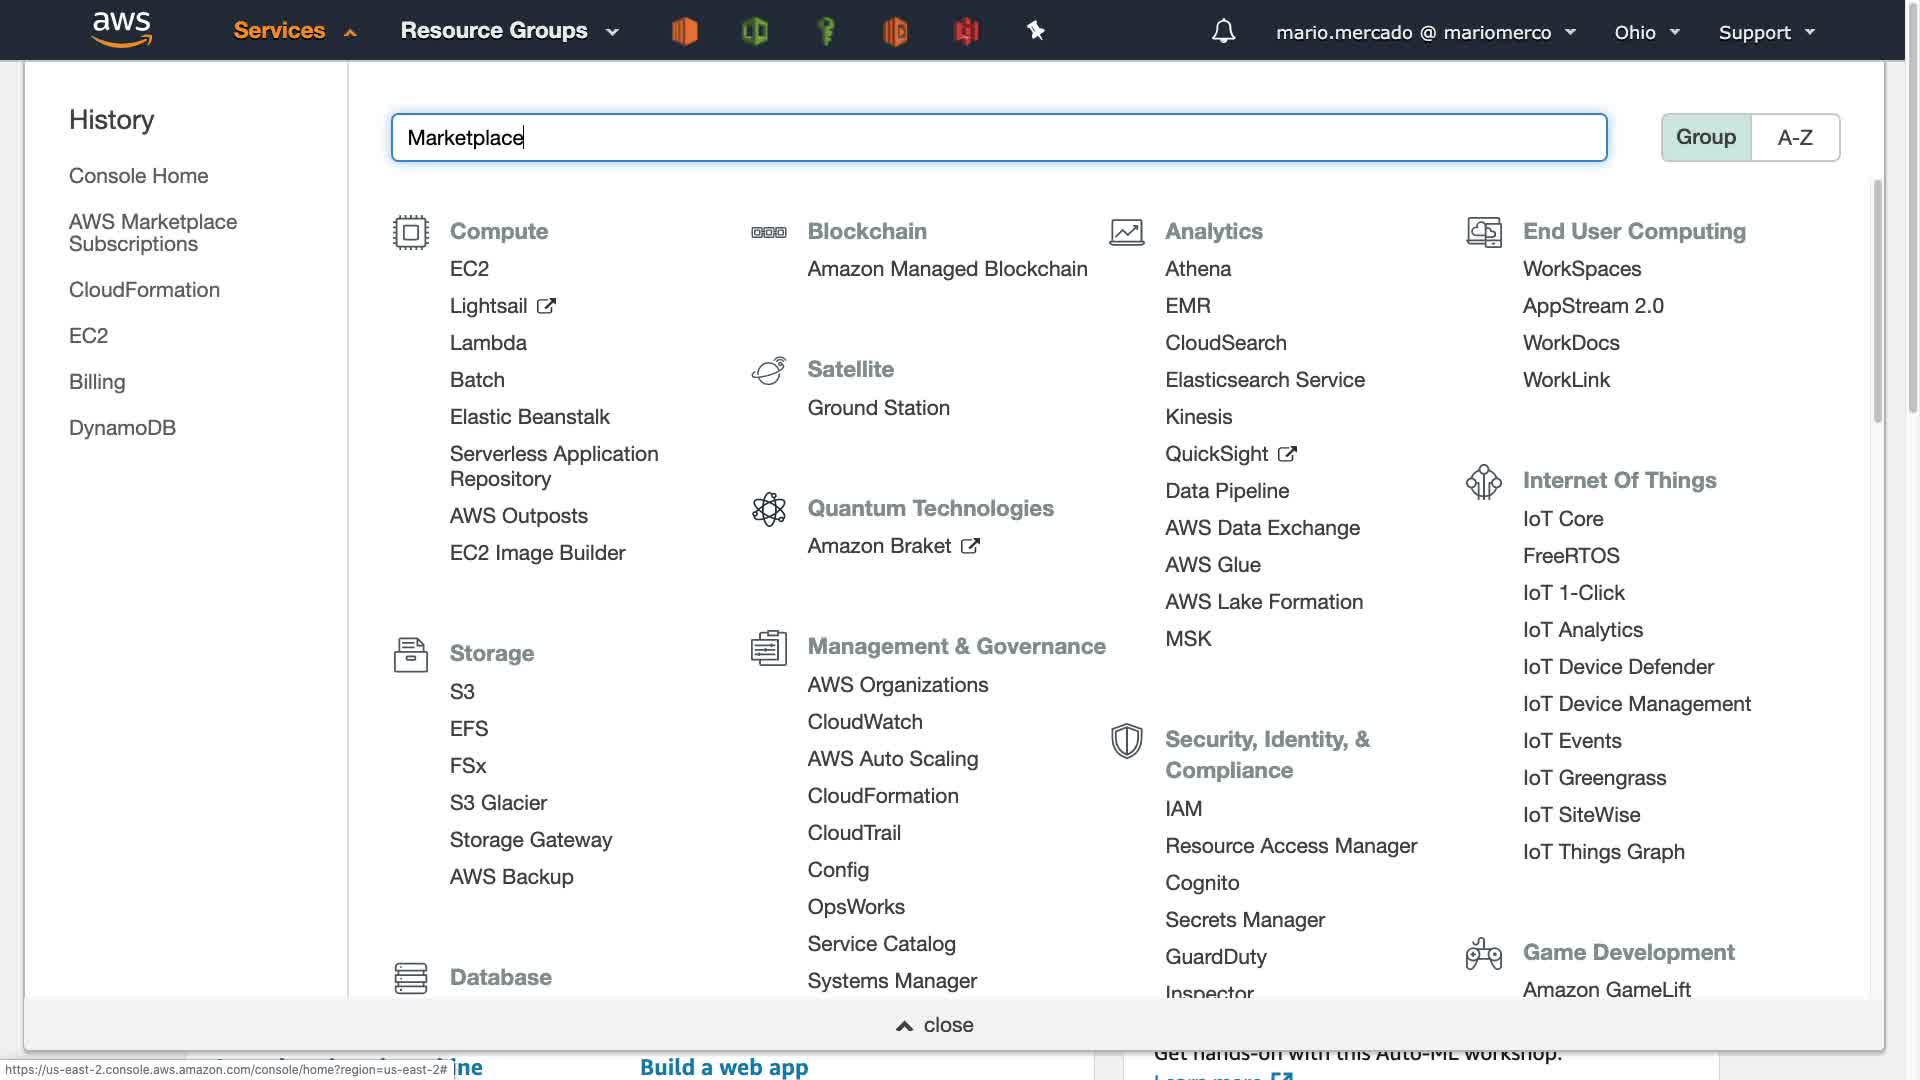 aws
Services
Resource Groups
mario.mercado @ mariomerco
Ohio
Support
History
Console Home
AWS Marketplace
Subscriptions
CloudFormation
EC2
Billing
DynamoDB
Marketplace
Group
A-Z
Compute
EC2
Lightsail
Lambda
Batch
Elastic Beanstalk
Serverless Application
Repository
AWS Outposts
EC2 Image Builder
Storage
S3
EFS
FSx
S3 Glacier
Storage Gateway
AWS Backup
Database
Blockchain
Amazon Managed Blockchain
Satellite
Ground Station
Quantum Technologies
Amazon Braket
Management & Governance
AWS Organizations
CloudWatch
AWS Auto Scaling
CloudFormation
CloudTrail
Config
OpsWorks
Service Catalog
Systems Manager
Analytics
Athena
EMR
CloudSearch
Elasticsearch Service
Kinesis
QuickSight
Data Pipeline
AWS Data Exchange
AWS Glue
AWS Lake Formation
MSK
Security, Identity, &
Compliance
IAM
Resource Access Manager
Cognito
Secrets Manager
GuardDuty
Inspector
End User Computing
WorkSpaces
AppStream 2.0
WorkDocs
WorkLink
Internet Of Things
IoT Core
FreeRTOS
IoT 1-Click
IoT Analytics
IoT Device Defender
IoT Device Management
IoT Events
IoT Greengrass
IoT SiteWise
IoT Things Graph
Game Development
Amazon GameLift
close
Build a web app
Get hands-on with this Auto-ML workshop.
Learn more
https://us-east-2.console.aws.amazon.com/console/home?region=us-east-2#